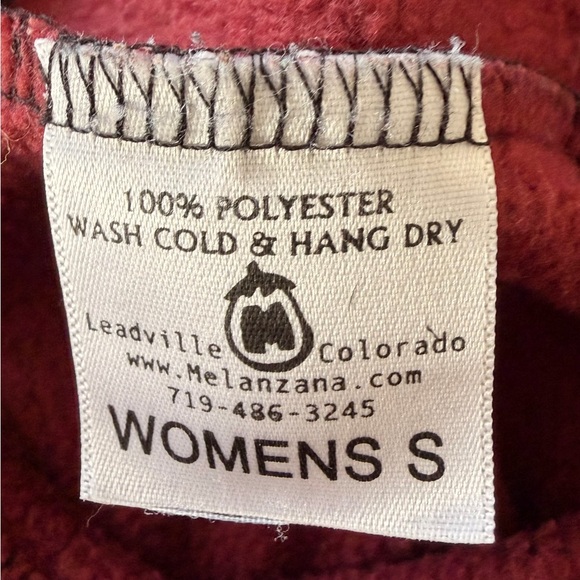 100% POLYESTER
WASH COLD & HANG DRY
M
Leadville Colorado
www.Melanzana.com
719-486-3245
WOMENS S